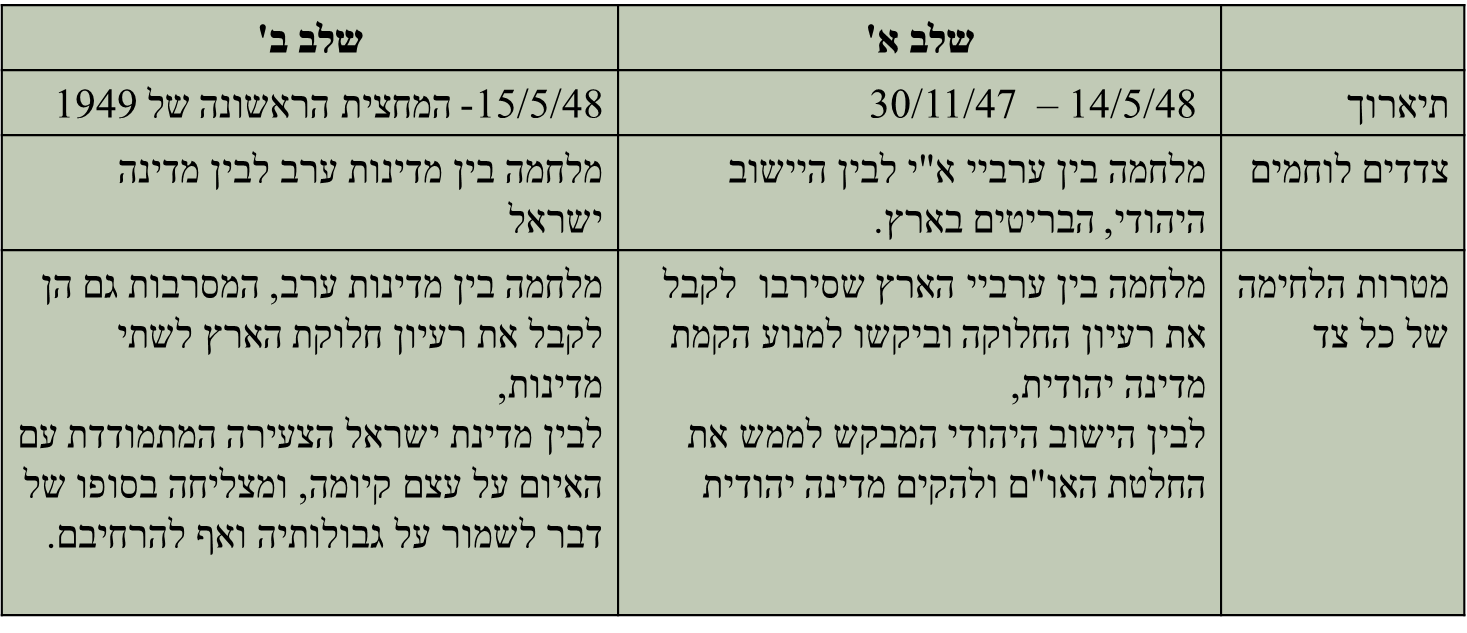 שלב א'
שלב ב'
תיארוך
30/11/47 – 14/5/48
15/5/48- המחצית הראשונה של 1949
צדדים לוחמים
מלחמה בין ערביי א"י לבין היישוב
היהודי, הבריטים בארץ.
מלחמה בין מדינות ערב לבין מדינה
ישראל
מטרות הלחימה
של כל צד
מלחמה בין ערביי הארץ שסירבו לקבל
את רעיון החלוקה וביקשו למנוע הקמת
מדינה יהודית,
לבין הישוב היהודי המבקש לממש את
החלטת האו"ם ולהקים מדינה יהודית
מלחמה בין מדינות ערב, המסרבות גם הן
לקבל את רעיון חלוקת הארץ לשתי
מדינות,
לבין מדינת ישראל הצעירה המתמודדת עם
האיום על עצם קיומה, ומצליחה בסופו של
דבר לשמור על גבולותיה ואף להרחיבם.